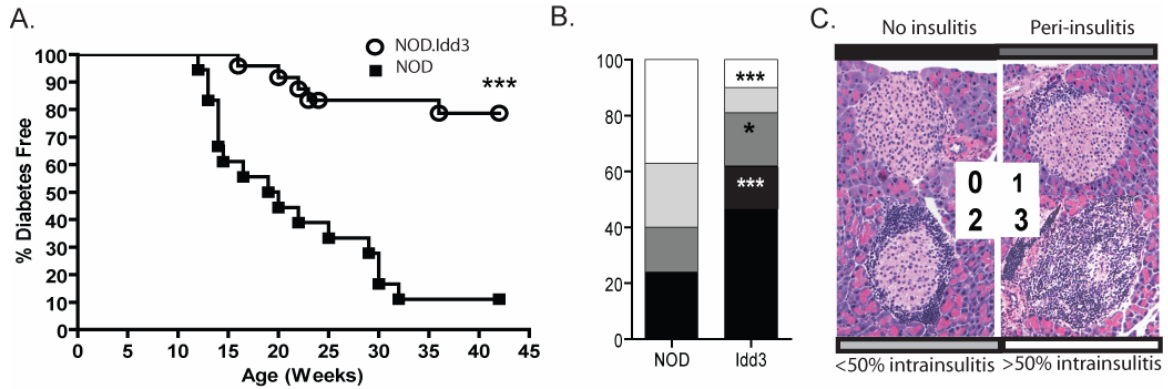 A.
NOD.Idd3
NOD
***
% Diabetes Free
100
90
80
70
60
50
40
30
20
10
0
0 5 10 15 20 25 30 35 40 45
Age (Weeks)
B.
100
80
60
40
20
0
***
*
***
NOD Idd3
C.
No insulitis Peri-insulitis
0 1
2 3
<50% intrainsulitis >50% intrainsulitis